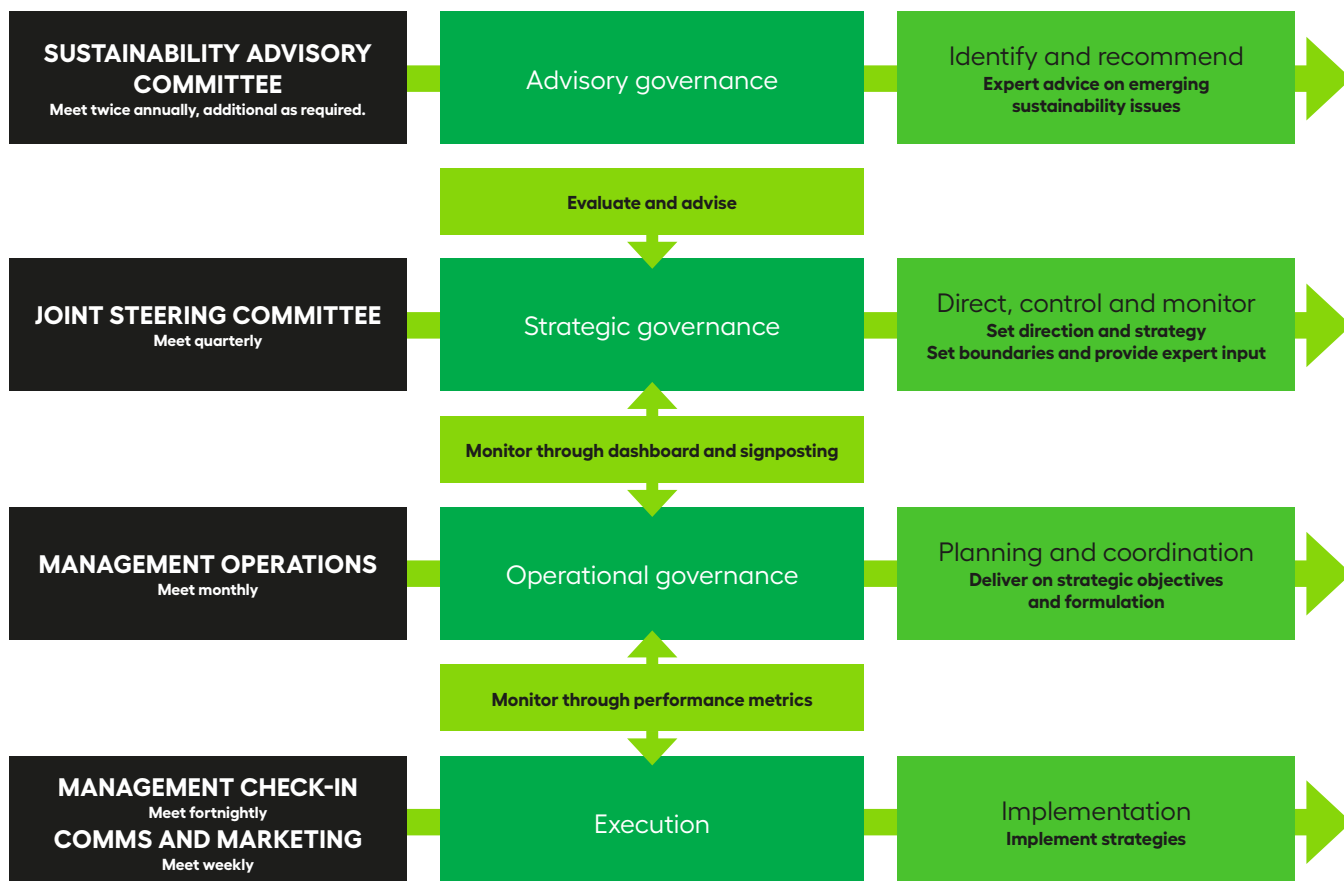 SUSTAINABILITY ADVISORY
COMMITTEE
Meet twice annually, additional as required.
Advisory governance
Identify and recommend
Expert advice on emerging
sustainability issues
Evaluate and advise
JOINT STEERING COMMITTEE
Meet quarterly
Strategic governance
Direct, control and monitor
Set direction and strategy
Set boundaries and provide expert input
Monitor through dashboard and signposting
MANAGEMENT OPERATIONS
Meet monthly
Operational governance
Planning and coordination
Deliver on strategic objectives
and formulation
Monitor through performance metrics
MANAGEMENT CHECK-IN
Meet fortnightly
COMMS AND MARKETING
Meet weekly
Execution
Implementation
Implement strategies